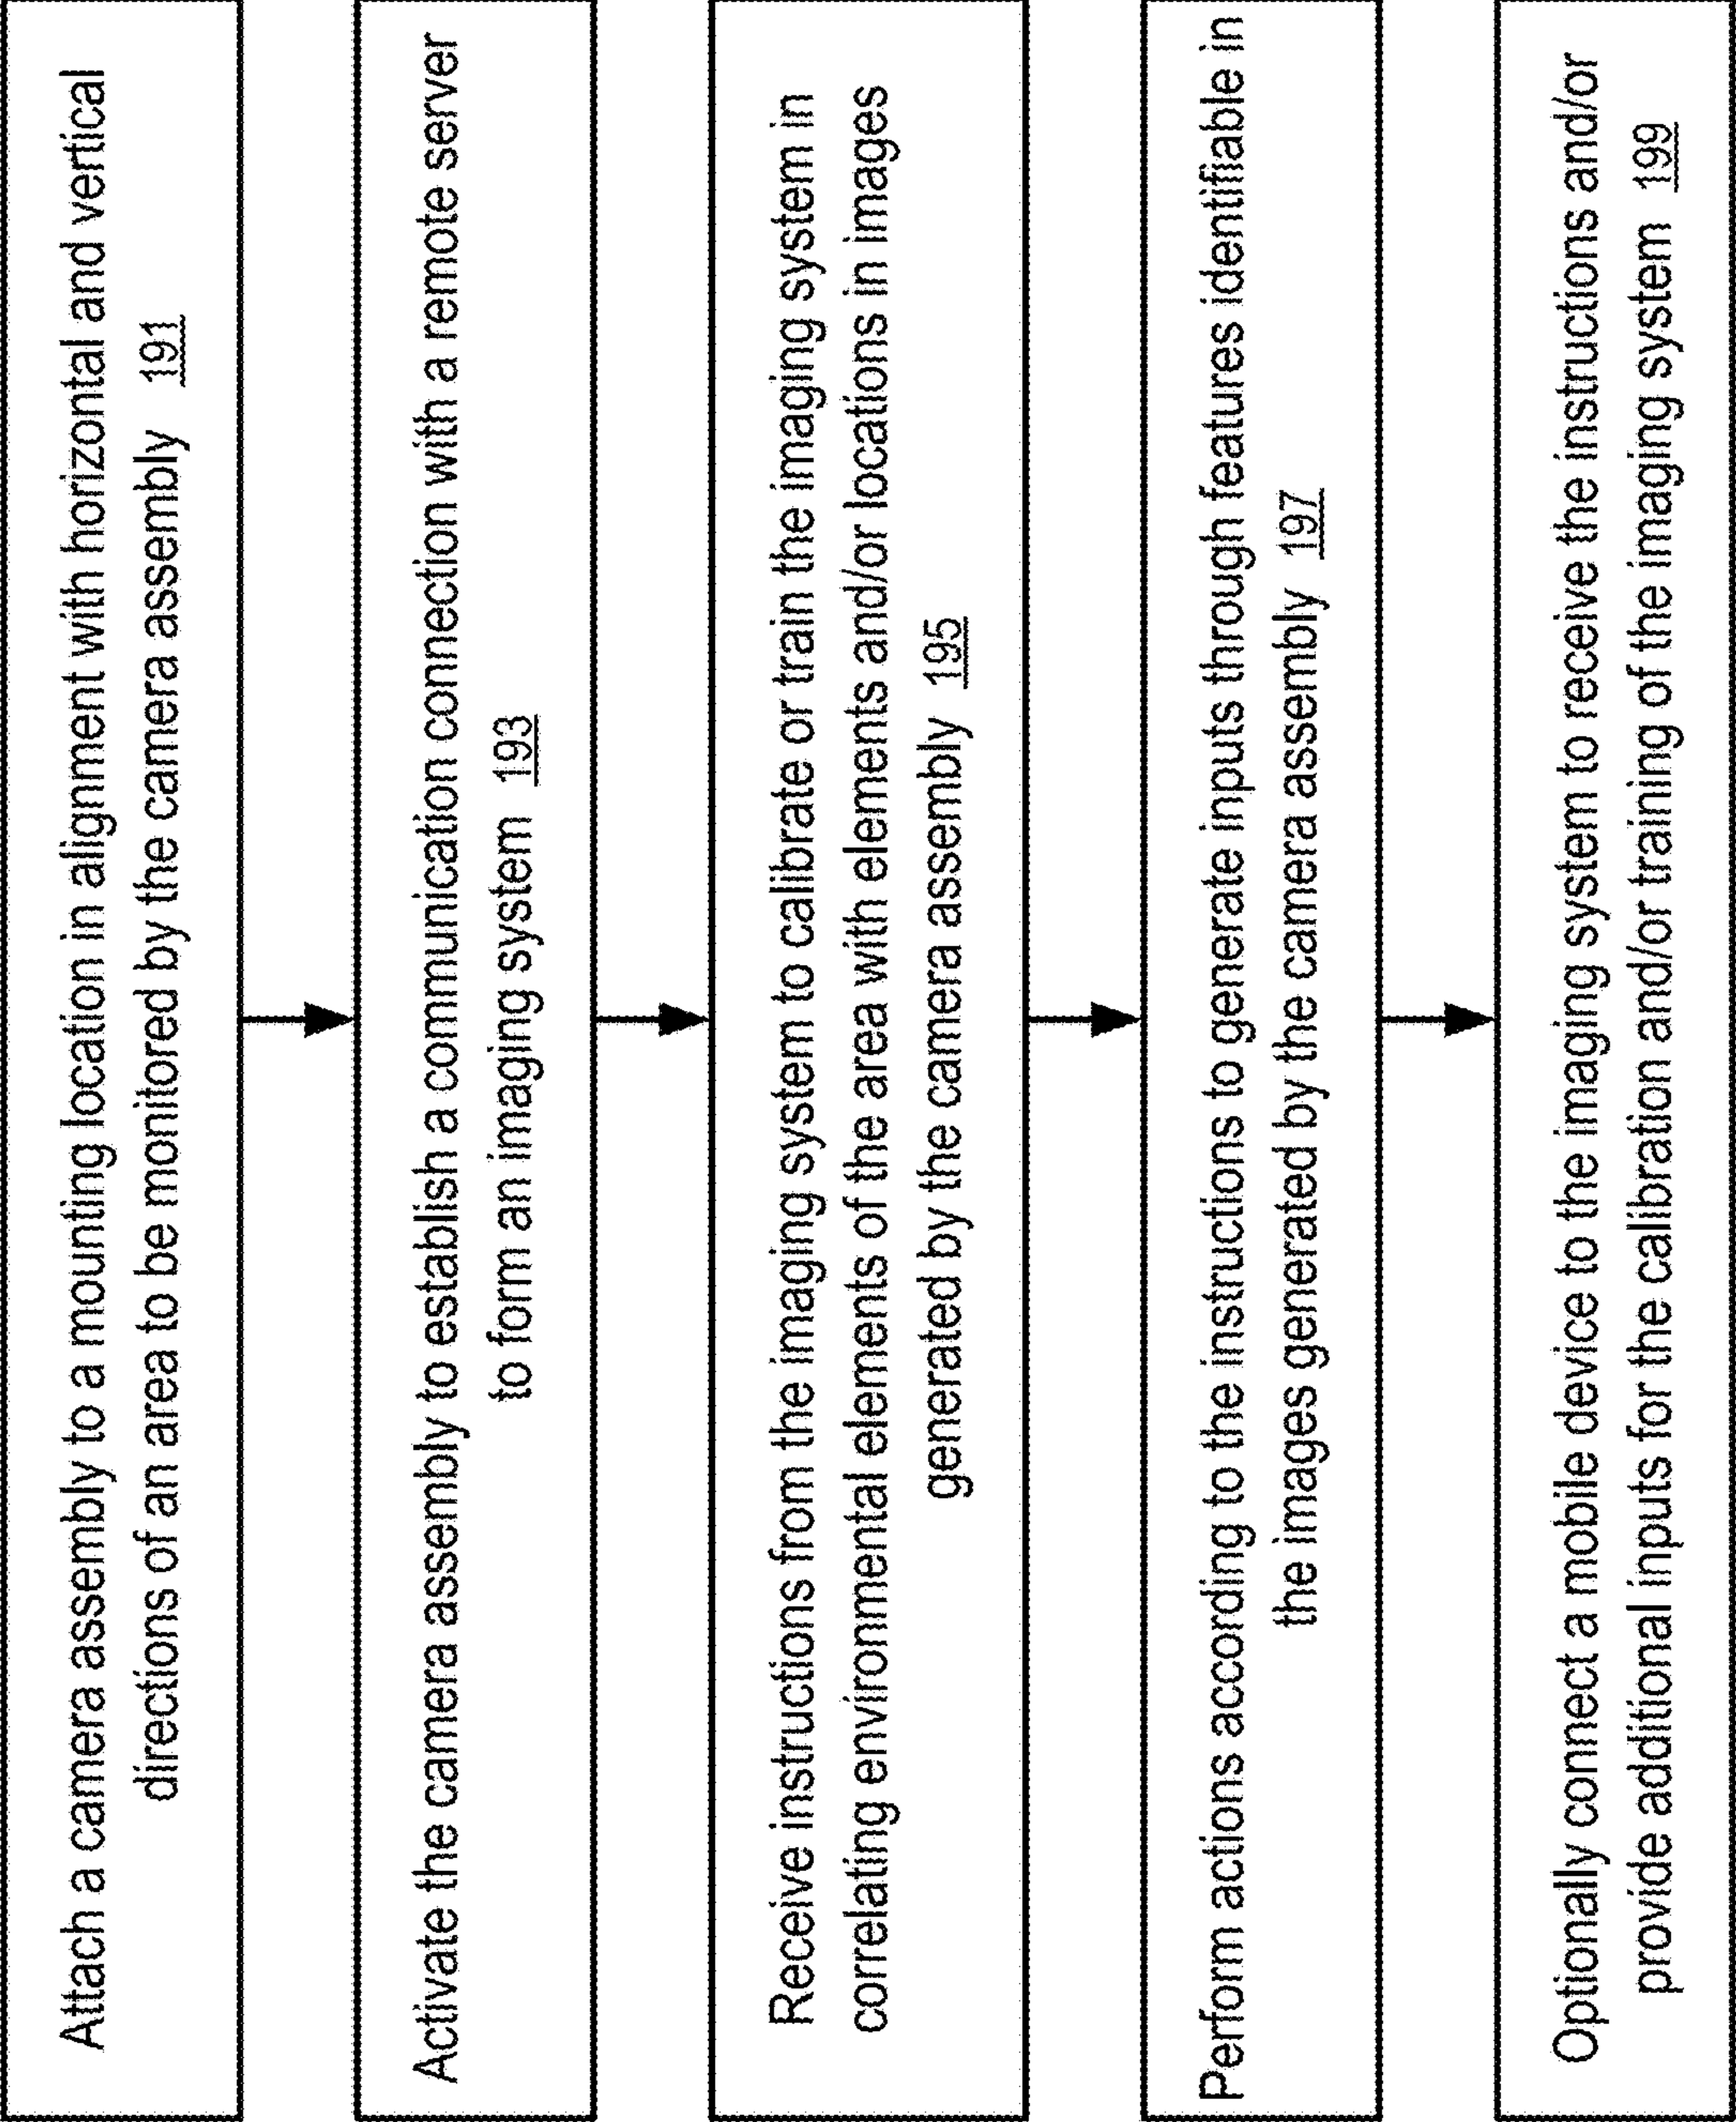 Attach a camera assembly to a mounting location in alignment with horizontal and vertical
directions of an area to be monitored by the camera assembly 191
Activate the camera assembly to establish a communication connection with a remote server
to form an imaging system 193
Receive instructions from the imaging system to calibrate or train the imaging system in
correlating environmental elements of the area with elements and/or locations in images
generated by the camera assembly 195
Perform actions according to the instructions to generate inputs through features identifiable in
the images generated by the camera assembly 197
Optionally connect a mobile device to the imaging system to receive the instructions and/or
provide additional inputs for the calibration and/or training of the imaging system 199